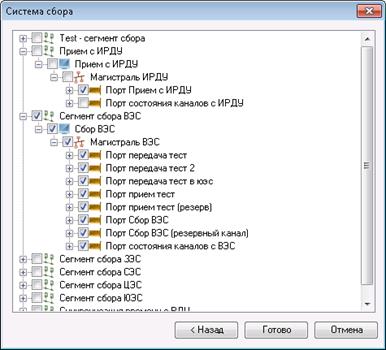 Система сбора
Test - сегмент сбора
Прием с ИРДУ
Прием с ИРДУ
Магистраль ИРДУ
Порт Прием с ИРДУ
Порт состояния каналов с ИРДУ
Сегмент сбора ВЭС
Сбор ВЭС
Магистраль ВЭС
Порт передача тест
Порт передача тест 2
Порт передача тест в юэс
Порт прием тест
Порт прием тест (резерв)
Порт Сбор ВЭС
Порт Сбор ВЭС (резервный канал)
Порт состояния каналов с ВЭС
Сегмент сбора ЗЭС
Сегмент сбора СЭС
Сегмент сбора ЦЭС
Сегмент сбора ЮЭС
Синхронизация времени с РДУ
< Назад
Готово
Отмена